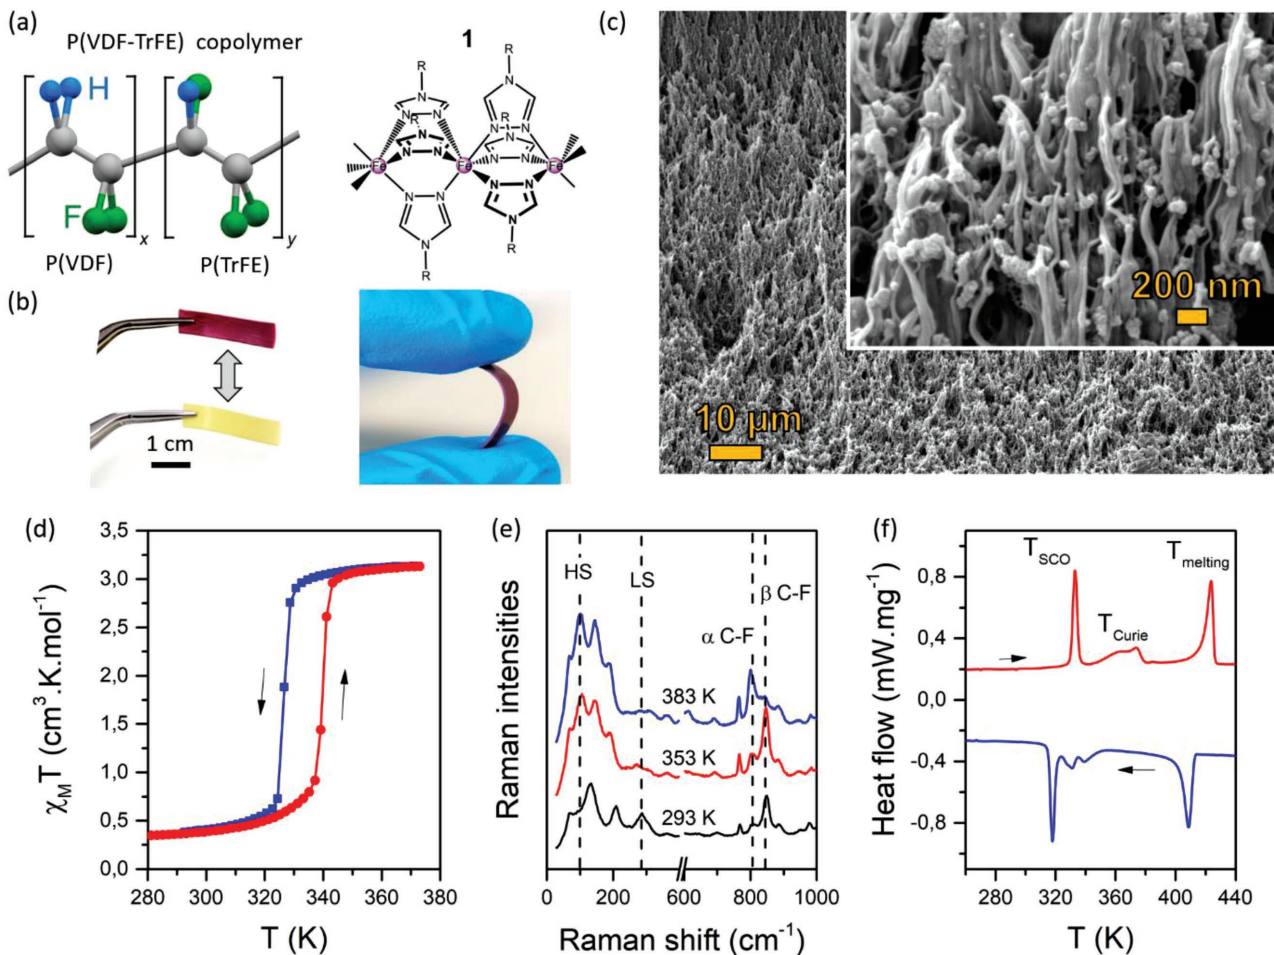 (a)
P(VDF-TrFE) copolymer
H
F
x
y
P(VDF)
P(TrFE)
1
R
N
N
N
R
N
N
N
N
R
N
N
R
N
N
N
Fe
Fe
Fe
N
N
N
N
N
N
R
R
(b)
1 cm
(c)
200 nm
10 µm
(d)
3,5
3,0
2,5
2,0
1,5
1,0
0,5
0,0
280 300 320 340 360 380
χMT (cm³.K.mol⁻¹)
T (K)
(e)
HS
LS
α C-F
β C-F
383 K
353 K
293 K
Raman intensities
0 200 400 600 800 1000
Raman shift (cm⁻¹)
(f)
TSCO
TCurie
Tmelting
0,8
0,4
0,0
-0,4
-0,8
280 320 360 400 440
Heat flow (mW.mg⁻¹)
T (K)